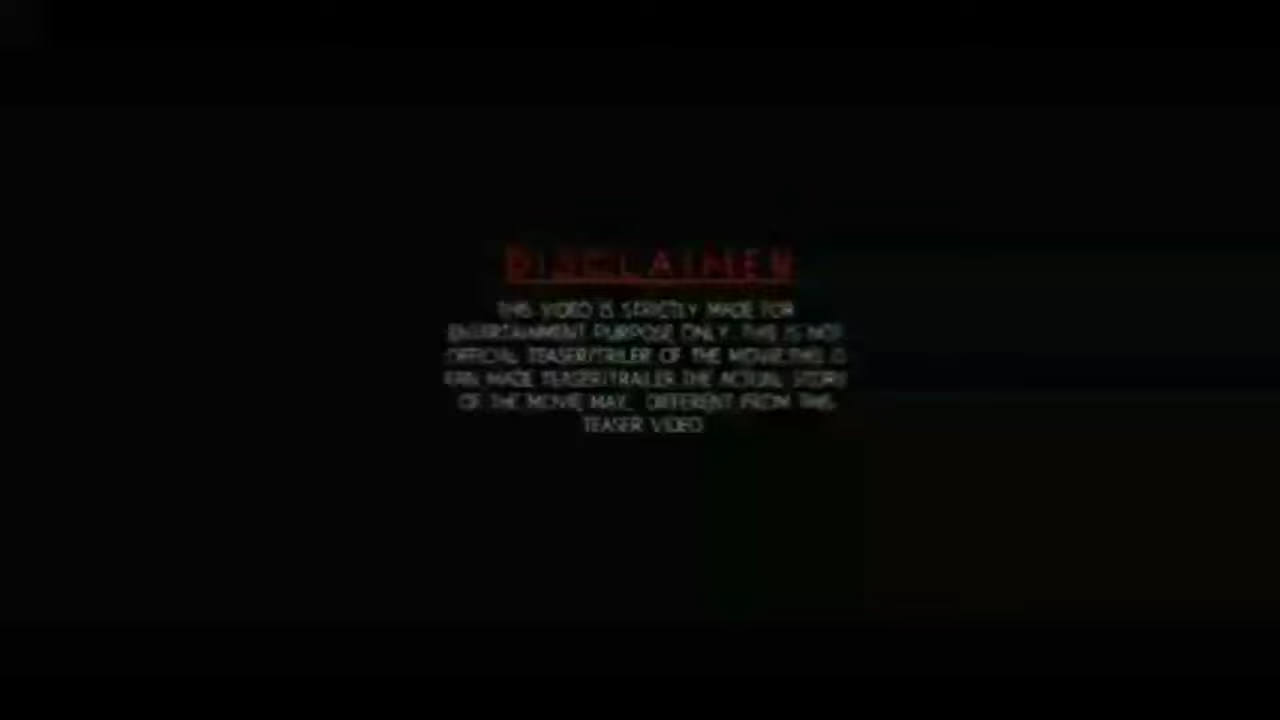 DISCLAIMER
THIS VIDEO IS STRICTLY MADE FOR
ENTERTAINMENT PURPOSE ONLY. THIS IS NOT
OFFICIAL TEASER/TRILER OF THE MOVIE.THIS IS
FAN MADE TEASER/TRAILER.THE ACTUAL STORY
OF THE MOVIE MAY DIFFERENT FROM THIS
TEASER VIDEO